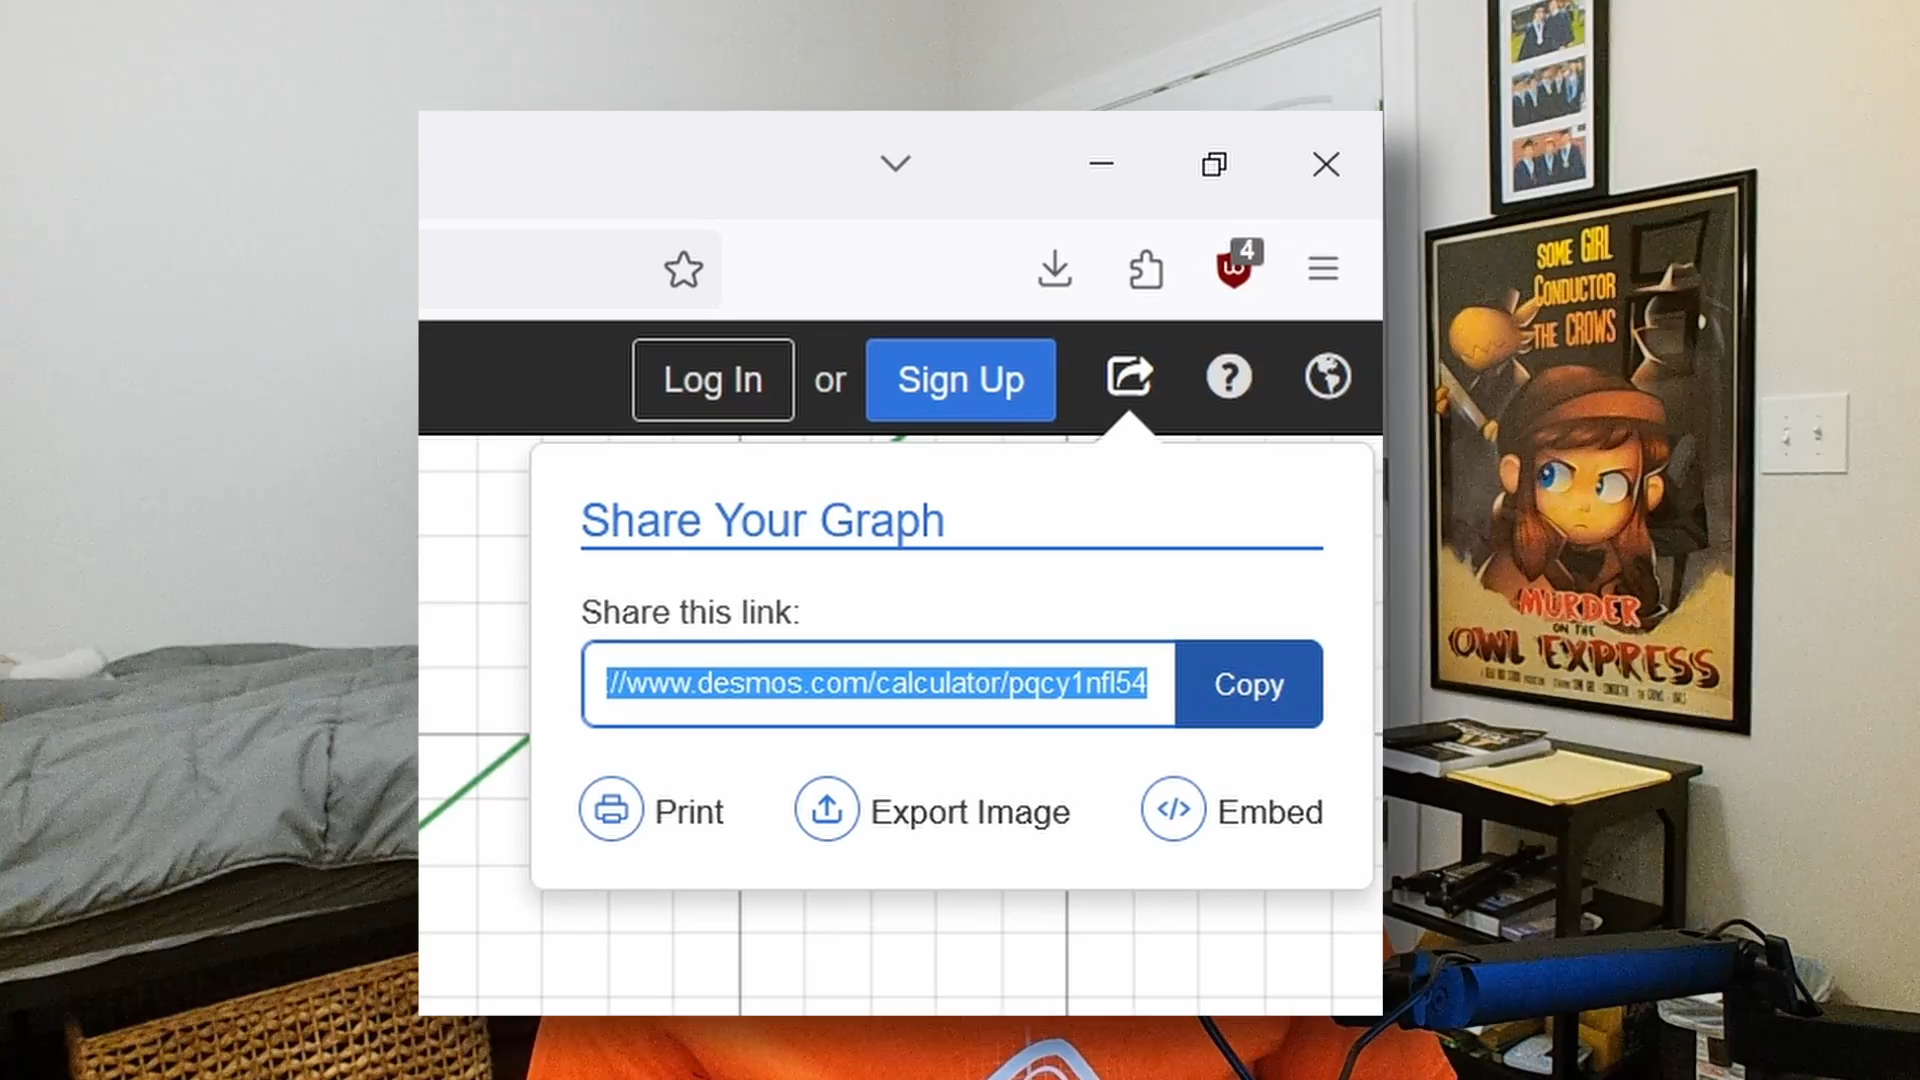 4
Log In or Sign Up
Share Your Graph
Share this link:
://www.desmos.com/calculator/pqcy1nfl54
Copy
Print
Export Image
Embed
SOME GIRL
CONDUCTOR
THE CROWS
MURDER
ON THE
OWL EXPRESS